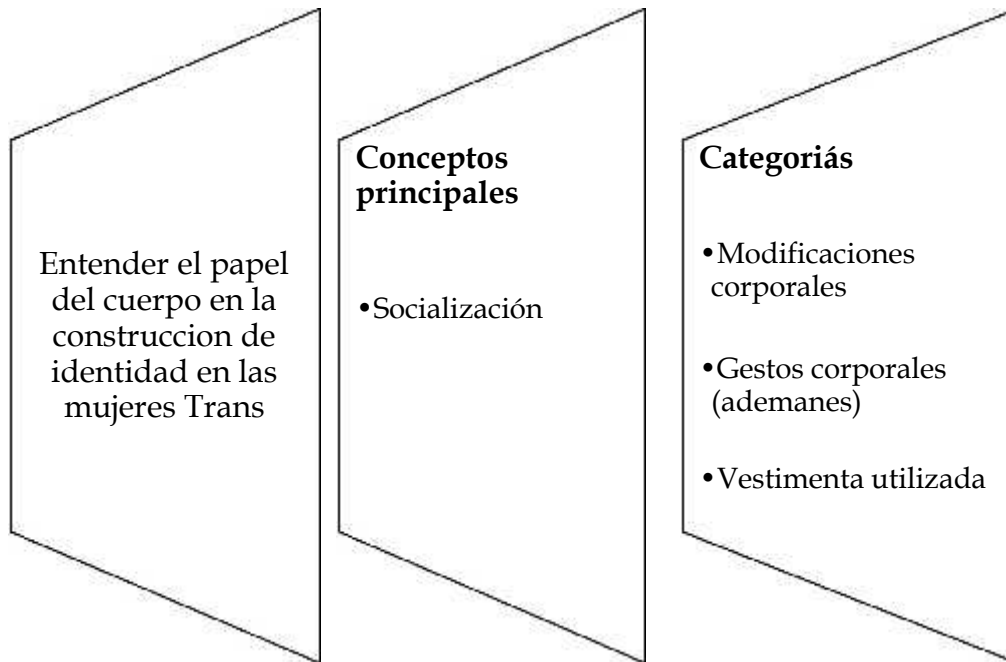 Entender el papel
del cuerpo en la
construccion de
identidad en las
mujeres Trans
Conceptos
principales
•Socialización
Categoriás
•Modificaciones
corporales
•Gestos corporales
(ademanes)
•Vestimenta utilizada